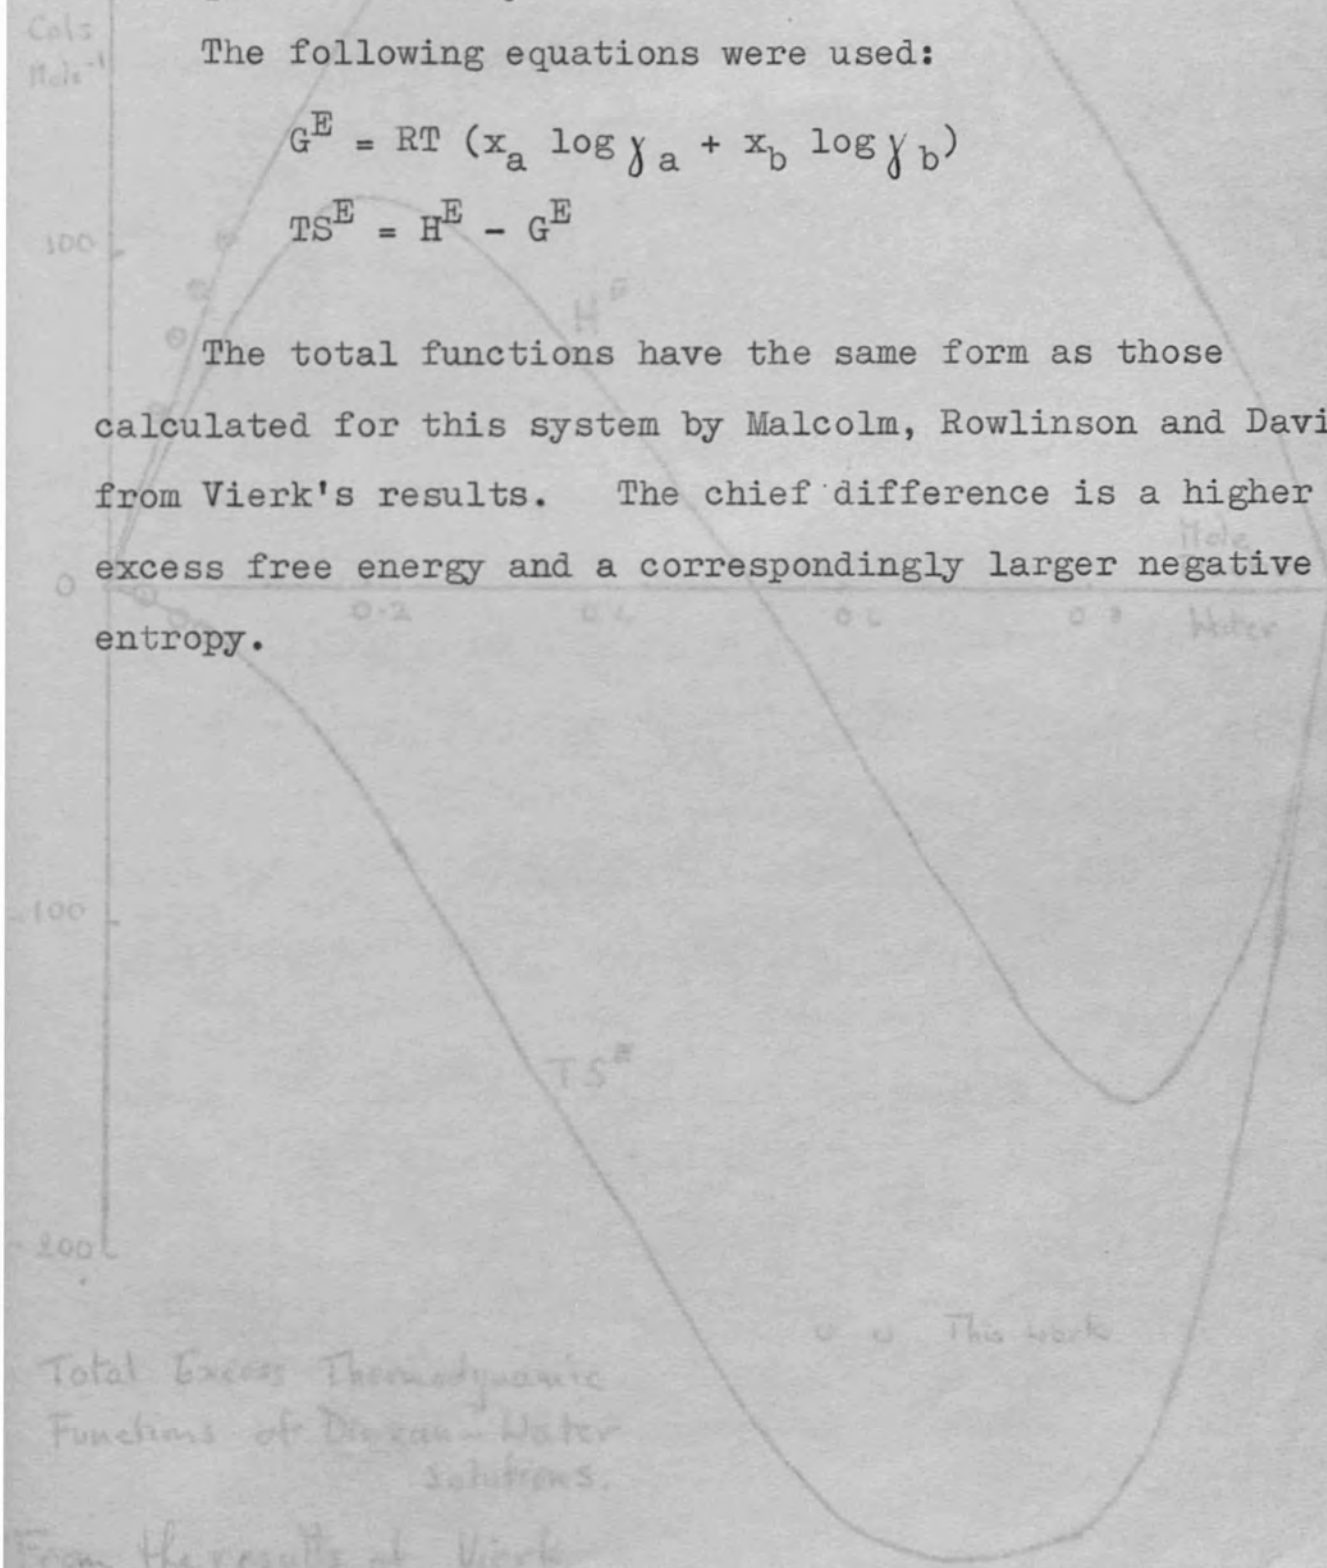 The following equations were used:
G^E = RT (x_a log γ_a + x_b log γ_b)
TS^E = H^E - G^E
The total functions have the same form as those
calculated for this system by Malcolm, Rowlinson and Davi
from Vierk's results. The chief difference is a higher
excess free energy and a correspondingly larger negative
entropy.
Cals
Mole⁻¹
100
0
-100
-200
H^E
TS^E
0.2
0.4
0.6
0.8
Mole
Water
This work
Total Excess Thermodynamic
Functions of Dioxan-Water
Solutions.
From the results of Vierk